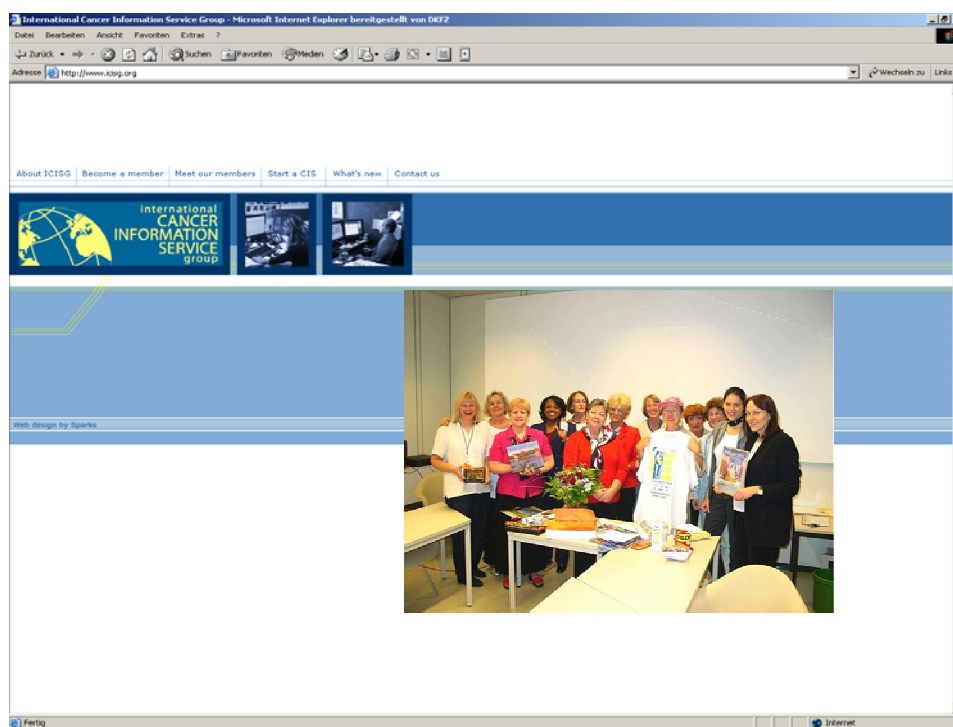 International Cancer Information Service Group - Microsoft Internet Explorer bereitgestellt von DKFZ
Datei Bearbeiten Ansicht Favoriten Extras ?
Zurück Suchen Favoriten Medien
Adresse http://www.icisg.org Wechseln zu Links
About ICISG Become a member Meet our members Start a CIS What's new Contact us
international
CANCER
INFORMATION
SERVICE
group
Web design by Sparks
Fertig Internet